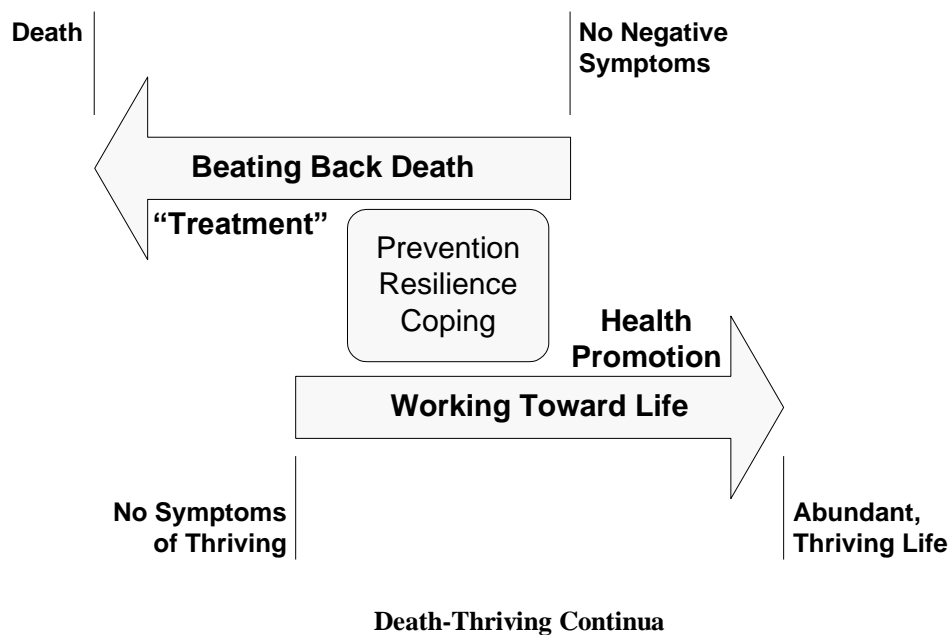 Death
No Negative
Symptoms
Beating Back Death
“Treatment”
Prevention
Resilience
Coping
Health
Promotion
Working Toward Life
No Symptoms
of Thriving
Abundant,
Thriving Life
Death-Thriving Continua